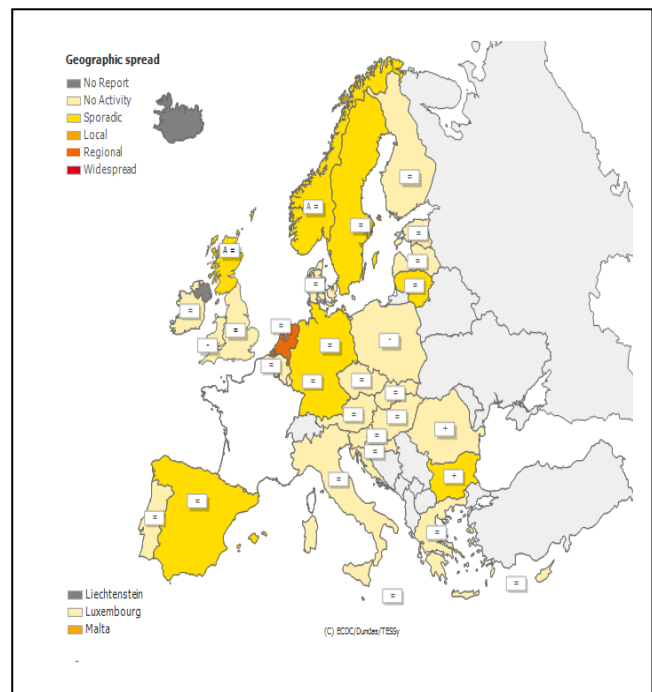 Geographic spread
No Report
No Activity
Sporadic
Local
Regional
Widespread
A =
=
=
=
=
=
A =
=
=
=
-
=
=
=
-
=
=
=
=
=
=
=
+
+
=
=
=
=
=
=
Liechtenstein
Luxembourg
Malta
(C) ECDC/Dundas/TESSy
-